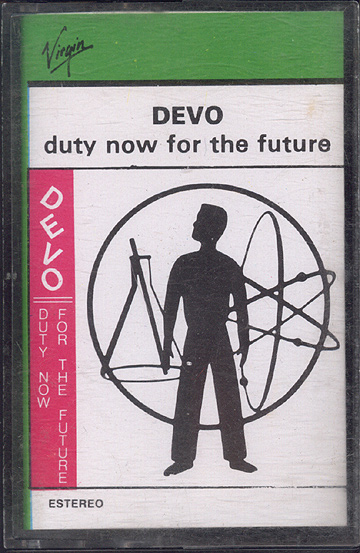 Virgin
DEVO
duty now for the future
DEVO
DUTY NOW
FOR THE FUTURE
ESTEREO